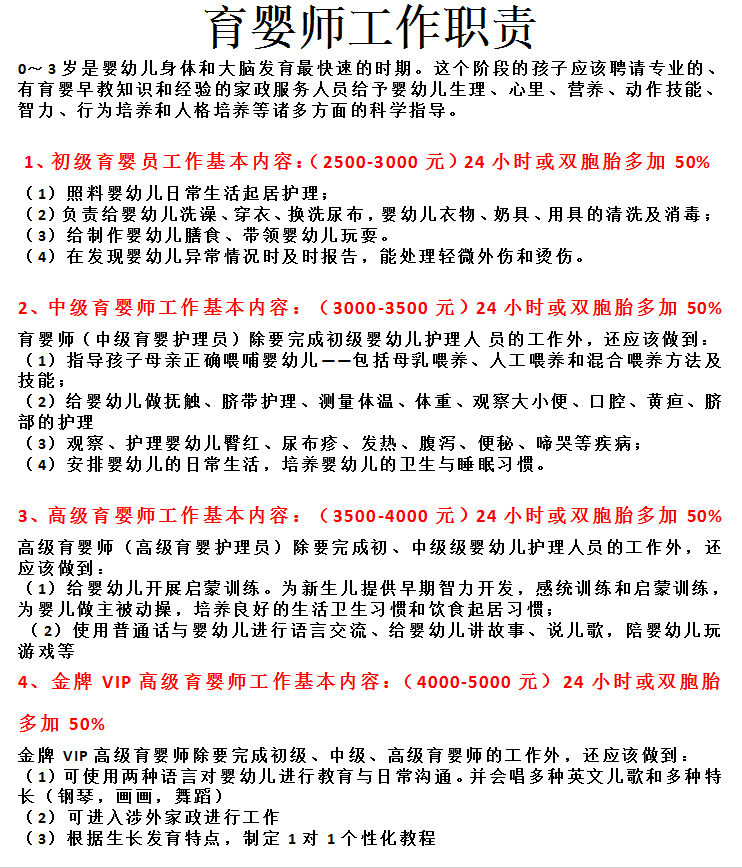 育婴师工作职责
0～3岁是婴幼儿身体和大脑发育最快速的时期。这个阶段的孩子应该聘请专业的、
有育婴早教知识和经验的家政服务人员给予婴幼儿生理、心里、营养、动作技能、
智力、行为培养和人格培养等诸多方面的科学指导。
1、初级育婴员工作基本内容：（2500-3000 元）24 小时或双胞胎多加 50%
（1）照料婴幼儿日常生活起居护理；
（2）负责给婴幼儿洗澡、穿衣、换洗尿布，婴幼儿衣物、奶具、用具的清洗及消毒；
（3）给制作婴幼儿膳食、带领婴幼儿玩耍。
（4）在发现婴幼儿异常情况时及时报告，能处理轻微外伤和烫伤。
2、中级育婴师工作基本内容：（3000-3500 元）24 小时或双胞胎多加 50%
育婴师（中级育婴护理员）除要完成初级婴幼儿护理人 员的工作外，还应该做到：
（1）指导孩子母亲正确喂哺婴幼儿——包括母乳喂养、人工喂养和混合喂养方法及
技能；
（2）给婴幼儿做抚触、脐带护理、测量体温、体重、观察大小便、口腔、黄疸、脐
部的护理
（3）观察、护理婴幼儿臀红、尿布疹、发热、腹泻、便秘、啼哭等疾病；
（4）安排婴幼儿的日常生活，培养婴幼儿的卫生与睡眠习惯。
3、高级育婴师工作基本内容：（3500-4000 元）24 小时或双胞胎多加 50%
高级育婴师（高级育婴护理员）除要完成初、中级级婴幼儿护理人员的工作外，还
应该做到：
（1）给婴幼儿开展启蒙训练。为新生儿提供早期智力开发，感统训练和启蒙训练，
为婴儿做主被动操，培养良好的生活卫生习惯和饮食起居习惯；
（2）使用普通话与婴幼儿进行语言交流、给婴幼儿讲故事、说儿歌，陪婴幼儿玩
游戏等
4、金牌 VIP 高级育婴师工作基本内容：（4000-5000 元）24 小时或双胞胎
多加 50%
金牌 VIP 高级育婴师除要完成初级、中级、高级育婴师的工作外，还应该做到：
（1）可使用两种语言对婴幼儿进行教育与日常沟通。并会唱多种英文儿歌和多种特
长（钢琴，画画，舞蹈）
（2）可进入涉外家政进行工作
（3）根据生长发育特点，制定 1 对 1 个性化教程